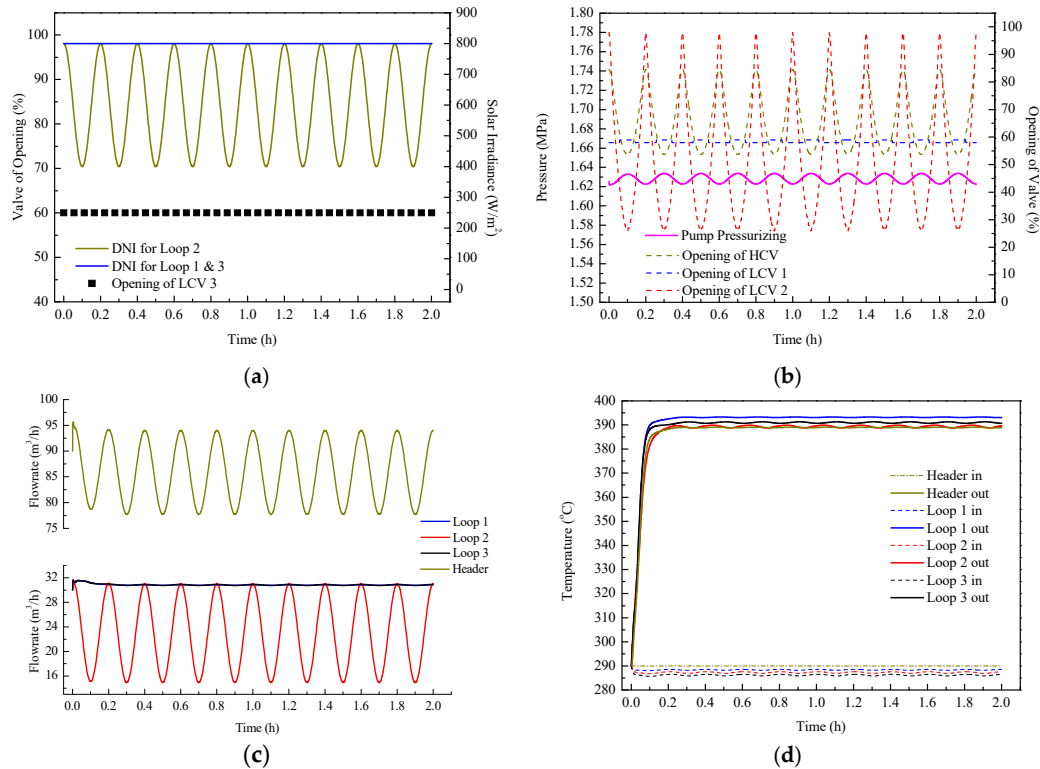 100
90
80
70
60
50
40
Valve of Opening (%)
900
800
700
600
500
400
300
200
100
0
Solar Irradiance (W/m²)
DNI for Loop 2
DNI for Loop 1 & 3
Opening of LCV 3
0.0 0.2 0.4 0.6 0.8 1.0 1.2 1.4 1.6 1.8 2.0
Time (h)
(a)
1.80
1.78
1.76
1.74
1.72
1.70
1.68
1.66
1.64
1.62
1.60
1.59
1.58
1.57
1.56
1.55
1.54
1.53
1.52
1.51
1.50
Pressure (MPa)
100
90
80
70
60
50
40
30
20
10
0
Opening of Valve (%)
Pump Pressurizing
Opening of HCV
Opening of LCV 1
Opening of LCV 2
0.0 0.2 0.4 0.6 0.8 1.0 1.2 1.4 1.6 1.8 2.0
Time (h)
(b)
100
95
90
85
80
75
Flowrate (m³/h)
32
28
24
20
16
Flowrate (m³/h)
Loop 1
Loop 2
Loop 3
Header
0.0 0.2 0.4 0.6 0.8 1.0 1.2 1.4 1.6 1.8 2.0
Time (h)
(c)
400
390
380
370
360
350
340
330
320
310
300
290
280
Temperature (°C)
Header in
Header out
Loop 1 in
Loop 1 out
Loop 2 in
Loop 2 out
Loop 3 in
Loop 3 out
0.0 0.2 0.4 0.6 0.8 1.0 1.2 1.4 1.6 1.8 2.0
Time (h)
(d)